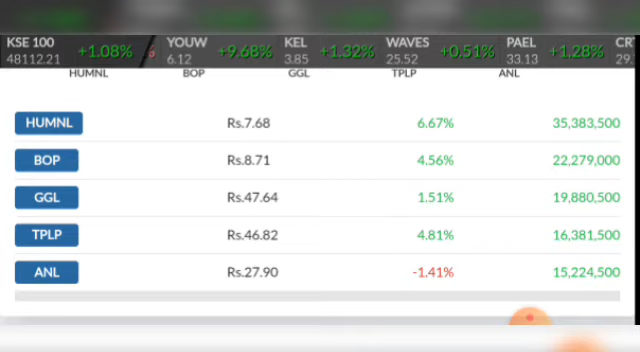 KSE 100 +1.08% YOUW +9.68% KEL +1.32% WAVES +0.51% PAEL +1.28%
48112.21 6.12 3.85 25.52 33.13 29.
HUMNL BOP GGL TPLP ANL
HUMNL Rs.7.68 6.67% 35,383,500
BOP Rs.8.71 4.56% 22,279,000
GGL Rs.47.64 1.51% 19,880,500
TPLP Rs.46.82 4.81% 16,381,500
ANL Rs.27.90 -1.41% 15,224,500